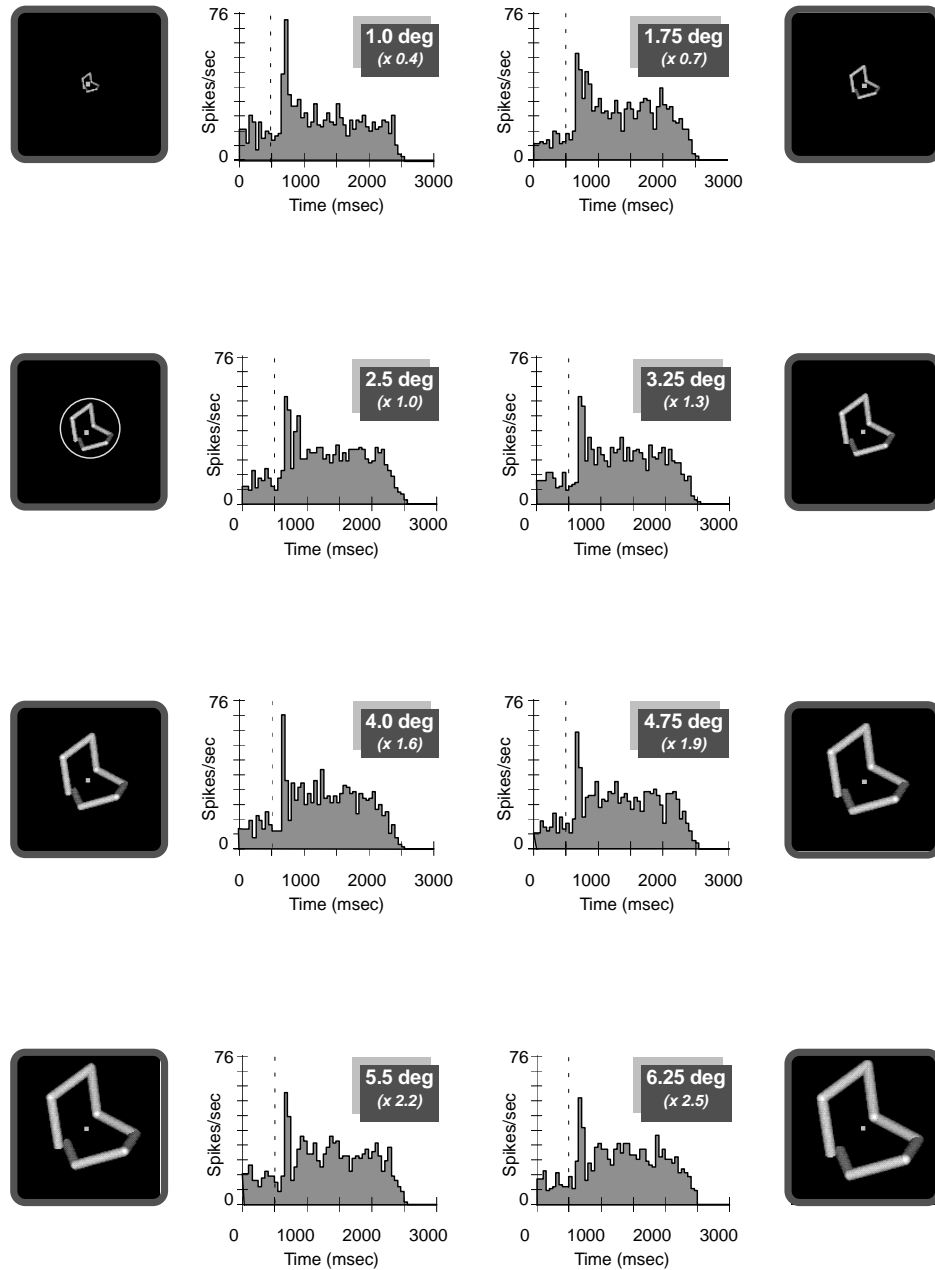 76
1.0 deg
(x 0.4)
Spikes/sec
0
0 1000 2000 3000
Time (msec)
76
1.75 deg
(x 0.7)
Spikes/sec
0
0 1000 2000 3000
Time (msec)
76
2.5 deg
(x 1.0)
Spikes/sec
0
0 1000 2000 3000
Time (msec)
76
3.25 deg
(x 1.3)
Spikes/sec
0
0 1000 2000 3000
Time (msec)
76
4.0 deg
(x 1.6)
Spikes/sec
0
0 1000 2000 3000
Time (msec)
76
4.75 deg
(x 1.9)
Spikes/sec
0
0 1000 2000 3000
Time (msec)
76
5.5 deg
(x 2.2)
Spikes/sec
0
0 1000 2000 3000
Time (msec)
76
6.25 deg
(x 2.5)
Spikes/sec
0
0 1000 2000 3000
Time (msec)